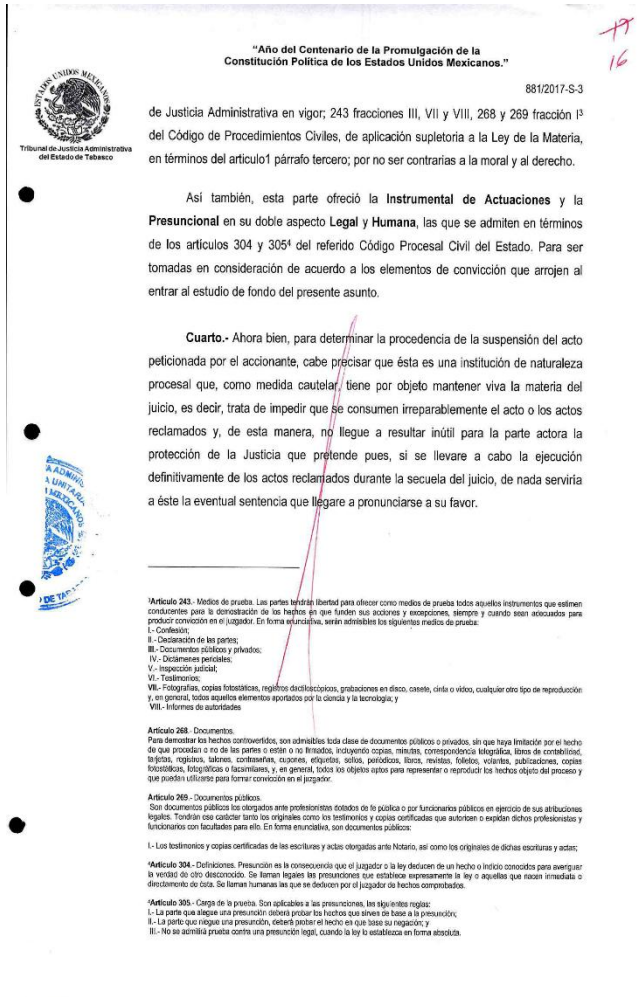 "Año del Centenario de la Promulgación de la
Constitución Política de los Estados Unidos Mexicanos."
17
16
881/2017-S-3
ESTADOS UNIDOS MEXICANOS
Tribunal de Justicia Administrativa
del Estado de Tabasco
de Justicia Administrativa en vigor; 243 fracciones III, VII y VIII, 268 y 269 fracción I³
del Código de Procedimientos Civiles, de aplicación supletoria a la Ley de la Materia,
en términos del articulo1 párrafo tercero; por no ser contrarias a la moral y al derecho.
Así también, esta parte ofreció la Instrumental de Actuaciones y la
Presuncional en su doble aspecto Legal y Humana, las que se admiten en términos
de los artículos 304 y 305⁴ del referido Código Procesal Civil del Estado. Para ser
tomadas en consideración de acuerdo a los elementos de convicción que arrojen al
entrar al estudio de fondo del presente asunto.
Cuarto.- Ahora bien, para determinar la procedencia de la suspensión del acto
peticionada por el accionante, cabe precisar que ésta es una institución de naturaleza
procesal que, como medida cautelar, tiene por objeto mantener viva la materia del
juicio, es decir, trata de impedir que se consumen irreparablemente el acto o los actos
reclamados y, de esta manera, no llegue a resultar inútil para la parte actora la
protección de la Justicia que pretende pues, si se llevare a cabo la ejecución
definitivamente de los actos reclamados durante la secuela del juicio, de nada serviría
a éste la eventual sentencia que llegare a pronunciarse a su favor.
A UNITARIA
MEXICANOS
DE TAB
³Artículo 243.- Medios de prueba. Las partes tendrán libertad para ofrecer como medios de prueba todos aquellos instrumentos que estimen
conducentes para la demostración de los hechos en que funden sus acciones y excepciones, siempre y cuando sean adecuados para
producir convicción en el juzgador. En forma enunciativa, serán admisibles los siguientes medios de prueba:
I.- Confesión;
II.- Declaración de las partes;
III.- Documentos públicos y privados;
IV.- Dictámenes periciales;
V.- Inspección judicial;
VI.- Testimonios;
VII.- Fotografías, copias fotostáticas, registros dactiloscópicos, grabaciones en disco, casete, cinta o video, cualquier otro tipo de reproducción
y, en general, todos aquellos elementos aportados por la ciencia y la tecnología; y
VIII.- Informes de autoridades
Artículo 268.- Documentos.
Para demostrar los hechos controvertidos, son admisibles toda clase de documentos públicos o privados, sin que haya limitación por el hecho
de que procedan o no de las partes o estén o no firmados, incluyendo copias, minutas, correspondencia telegráfica, libros de contabilidad,
tarjetas, registros, talones, contraseñas, cupones, etiquetas, sellos, periódicos, libros, revistas, folletos, volantes, publicaciones, copias
fotostáticas, fotográficas o facsimilares, y, en general, todos los objetos aptos para representar o reproducir los hechos objeto del proceso y
que puedan utilizarse para formar convicción en el juzgador.
Artículo 269.- Documentos públicos.
Son documentos públicos los otorgados ante profesionistas dotados de fe pública o por funcionarios públicos en ejercicio de sus atribuciones
legales. Tendrán ese carácter tanto los originales como los testimonios y copias certificadas que autoricen o expidan dichos profesionistas y
funcionarios con facultades para ello. En forma enunciativa, son documentos públicos:
I.- Los testimonios y copias certificadas de las escrituras y actas otorgadas ante Notario, así como los originales de dichas escrituras y actas;
⁴Artículo 304.- Definiciones. Presunción es la consecuencia que el juzgador o la ley deducen de un hecho o indicio conocidos para averiguar
la verdad de otro desconocido. Se llaman legales las presunciones que establece expresamente la ley o aquellas que nacen inmediata o
directamente de ésta. Se llaman humanas las que se deducen por el juzgador de hechos comprobados.
⁴Artículo 305.- Carga de la prueba. Son aplicables a las presunciones, las siguientes reglas:
I.- La parte que alegue una presunción deberá probar los hechos que sirven de base a la presunción;
II.- La parte que niegue una presunción, deberá probar el hecho en que base su negación; y
III.- No se admitirá prueba contra una presunción legal, cuando la ley lo establezca en forma absoluta.